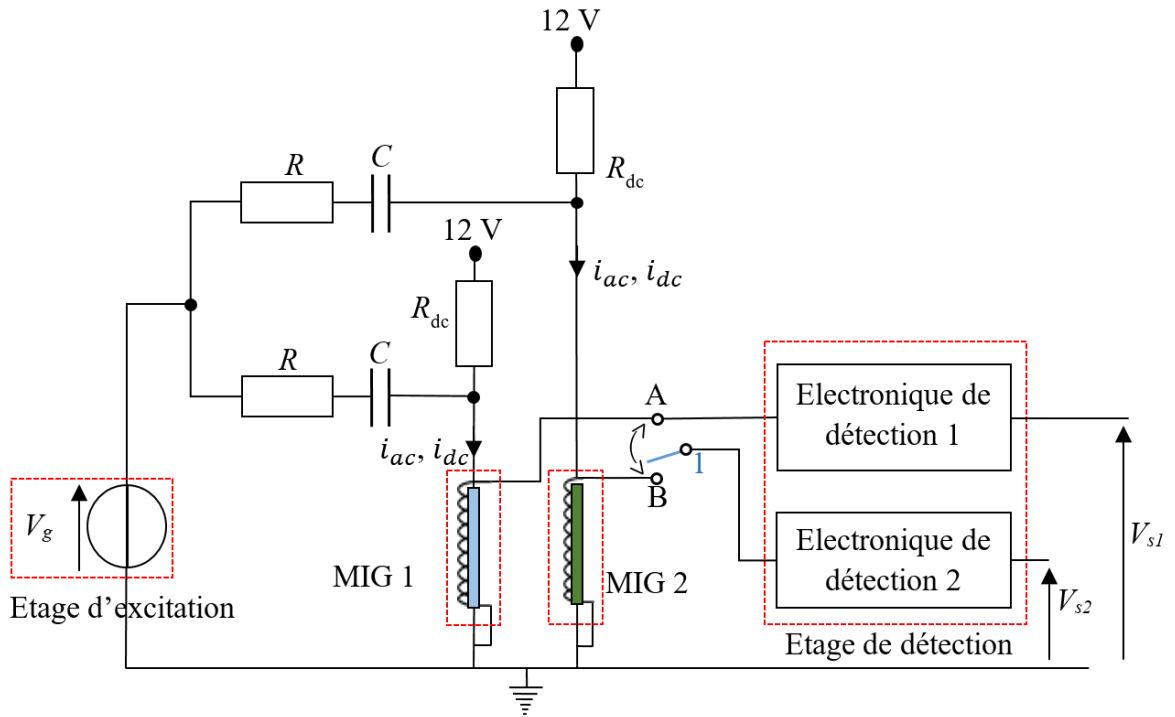 12 V
R
C
R_dc
12 V
i_ac, i_dc
R_dc
R
C
A
Electronique de
détection 1
i_ac, i_dc
1
B
V_g
V_s1
MIG 1
MIG 2
Electronique de
détection 2
V_s2
Etage d’excitation
Etage de détection